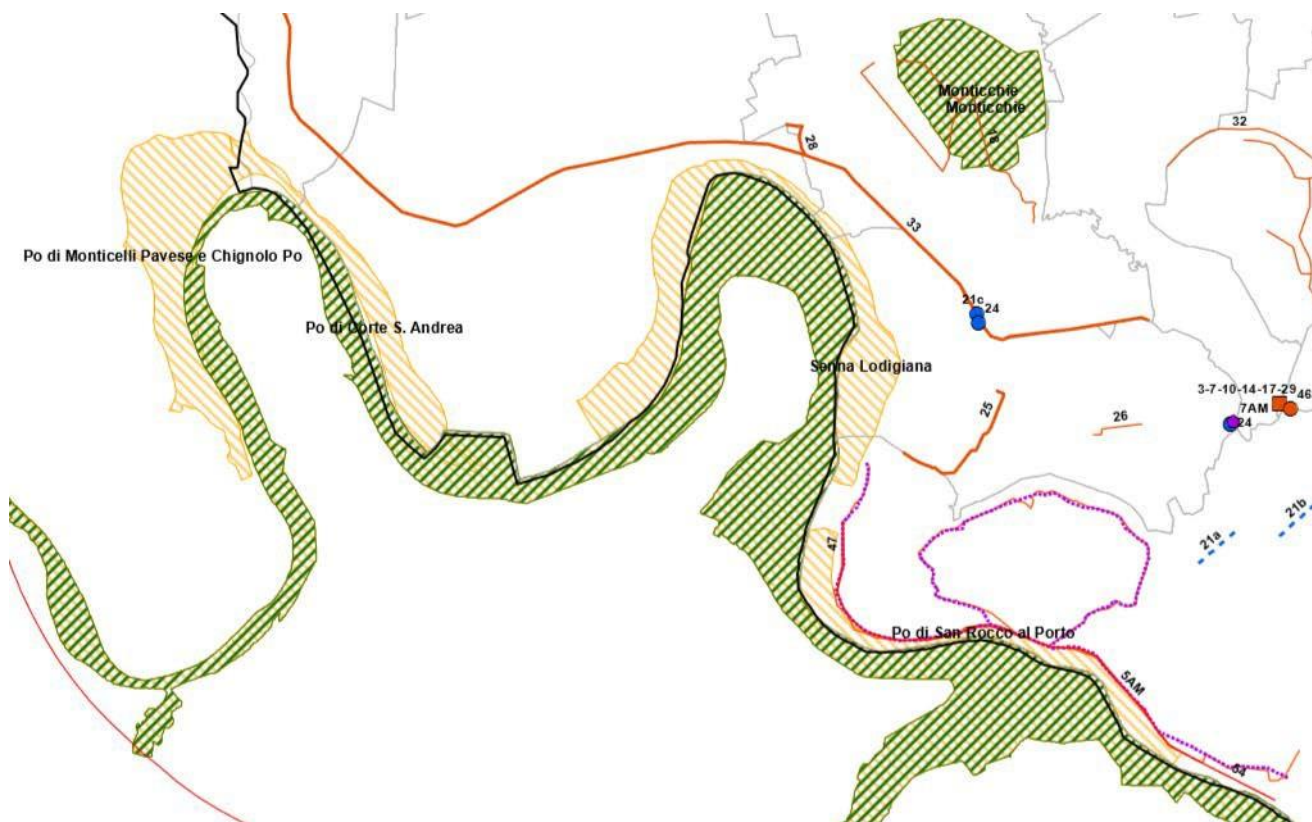 32
Monticchie
Monticchie
18
28
33
Po di Monticelli Pavese e Chignolo Po
21c
24
Po di Corte S. Andrea
Senna Lodigiana
3-7-10-14-17-29
46
25
26
7AM
24
21b
21a
47
Po di San Rocco al Porto
5AM
64